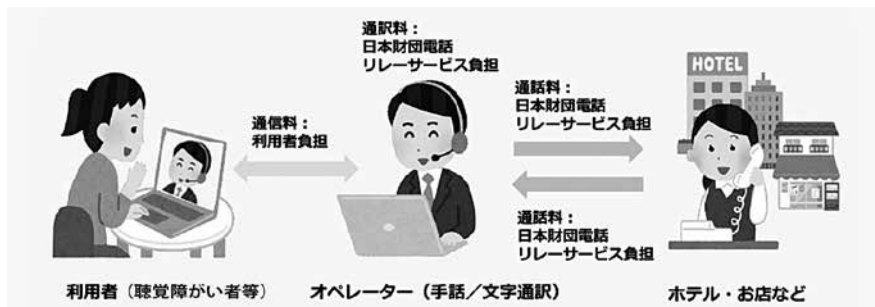 通訳料：
日本財団電話
リレーサービス負担
HOTEL
通話料：
日本財団電話
リレーサービス負担
通信料：
利用者負担
通話料：
日本財団電話
リレーサービス負担
利用者（聴覚障がい者等）
オペレーター（手話／文字通訳）
ホテル・お店など